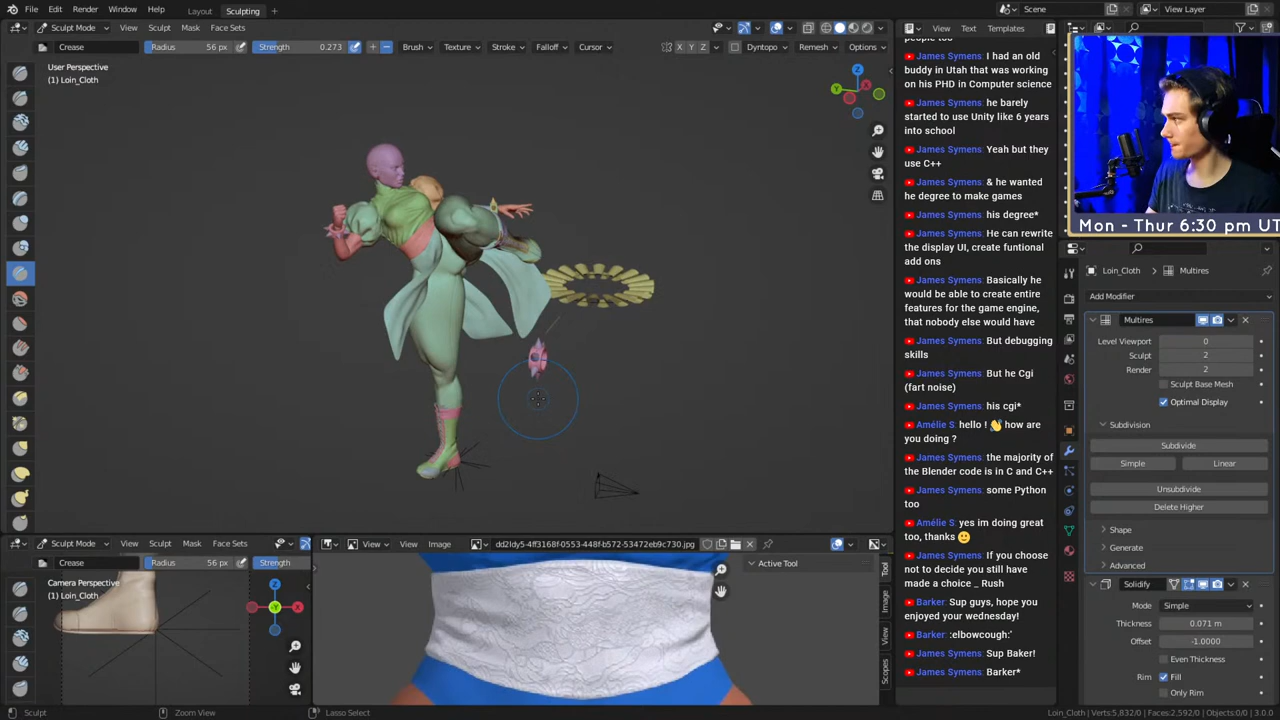 File Edit Render Window Help Layout Sculpting + Scene View Layer
Sculpt Mode View Sculpt Mask Face Sets
Crease Radius 56 px Strength 0.273 Brush Texture Stroke Falloff Cursor X Y Z Dyntopo Remesh Options
User Perspective
(1) Loin_Cloth
Z
Y
X
View Text Templates
people too
James Symens: I had an old
buddy in Utah that was working
on his PHD in Computer science
James Symens: he barely
started to use Unity like 6 years
into school
James Symens: Yeah but they
use C++
James Symens: & he wanted
he degree to make games
James Symens: his degree*
James Symens: He can rewrite
the display UI, create funtional
add ons
James Symens: Basically he
would be able to create entire
features for the game engine,
that nobody else would have
James Symens: But debugging
skills
James Symens: But he Cgi
(fart noise)
James Symens: his cgi*
Amélie S: hello ! 👋 how are
you doing ?
James Symens: the majority of
the Blender code is in C and C++
James Symens: some Python
too
Amélie S: yes im doing great
too, thanks 🙂
James Symens: If you choose
not to decide you still have
made a choice _ Rush
Barker: Sup guys, hope you
enjoyed your wednesday!
Barker: :elbowcough:'
James Symens: Sup Baker!
James Symens: Barker*
Mon - Thur 6:30 pm UT
Loin_Cloth > Multires
Add Modifier
Multires
Level Viewport 0
Sculpt 2
Render 2
Sculpt Base Mesh
Optimal Display
Subdivision
Subdivide
Simple Linear
Unsubdivide
Delete Higher
Shape
Generate
Advanced
Solidify
Mode Simple
Thickness 0.071 m
Offset -1.0000
Even Thickness
Rim Fill
Only Rim
Sculpt Mode View Sculpt Mask Face Sets
Crease Radius 56 px Strength
Camera Perspective
(1) Loin_Cloth
Z
Y
X
View View Image dd2ldy5-4ff3168f-0553-448f-b572-53472eb9c730.jpg
Active Tool
Tool
Image
View
Scopes
Sculpt Zoom View Lasso Select
Loin_Cloth | Verts:5,832/0 | Faces:2,592/0 | Objects:0/0 | 3.0.0